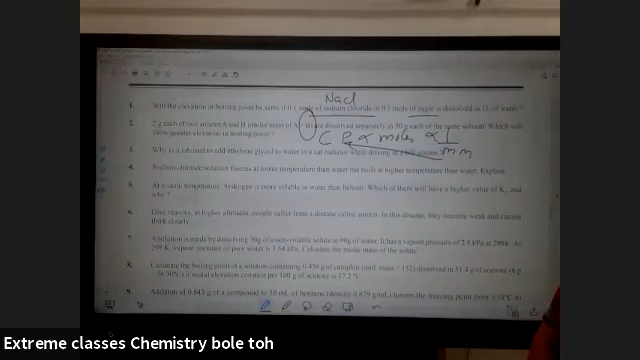 NaCl
1. Will the elevation of boiling point be same if 0.1 mole of sodium chloride or 0.1 mole of sugar is dissolved in 1L of water?
2. 2 g each of two solutes A and B (molar mass of A > B) are dissolved separately in 50 g each of the same solvent. Which will
show greater elevation in boiling point?
C P ∝ moles ∝ 1
mm
3. Why is it advised to add ethylene glycol to water in a car radiator while driving in a hill station?
4. Sodium chloride solution freezes at lower temperature than water but boils at higher temperature than water. Explain.
5. At a same temperature, hydrogen is more soluble in water than helium. Which of them will have a higher value of K and
why?
6. Give reasons, at higher altitudes, people suffer from a disease called anoxia. In this disease, they become weak and cannot
think clearly.
7. A solution is made by dissolving 30g of non-volatile solute in 90g of water. It has a vapour pressure of 2.8 kPa at 298K. At
298 K, vapour pressure of pure water is 3.64 kPa. Calculate the molar mass of the solute.
8. Calculate the boiling point of a solution containing 0.456 g of camphor (mol. mass = 152) dissolved in 31.4 g of acetone (b.p
56.30°C) if molal elevation constant per 100 g of acetone is 17.2 °C
9. Addition of 0.643 g of a compound to 50 mL of benzene (density 0.879 g/mL) lowers the freezing point from 5.51°C to
Extreme classes Chemistry bole toh